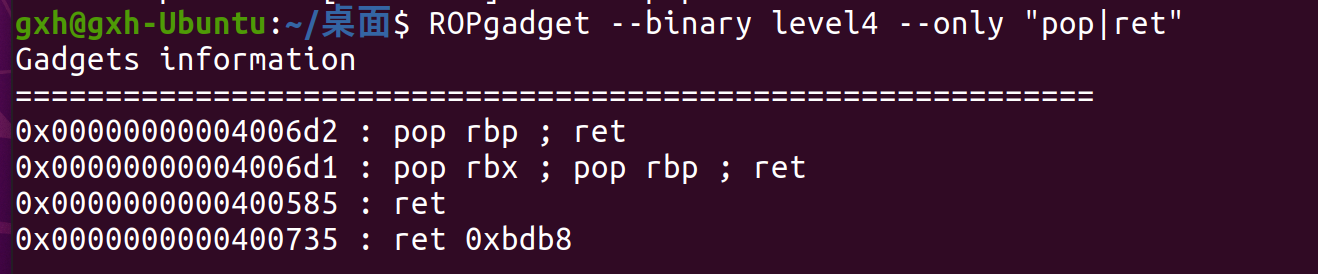 gxh@gxh-Ubuntu:~/桌面$ ROPgadget --binary level4 --only "pop|ret"
Gadgets information
============================================================
0x00000000004006d2 : pop rbp ; ret
0x00000000004006d1 : pop rbx ; pop rbp ; ret
0x0000000000400585 : ret
0x0000000000400735 : ret 0xbdb8